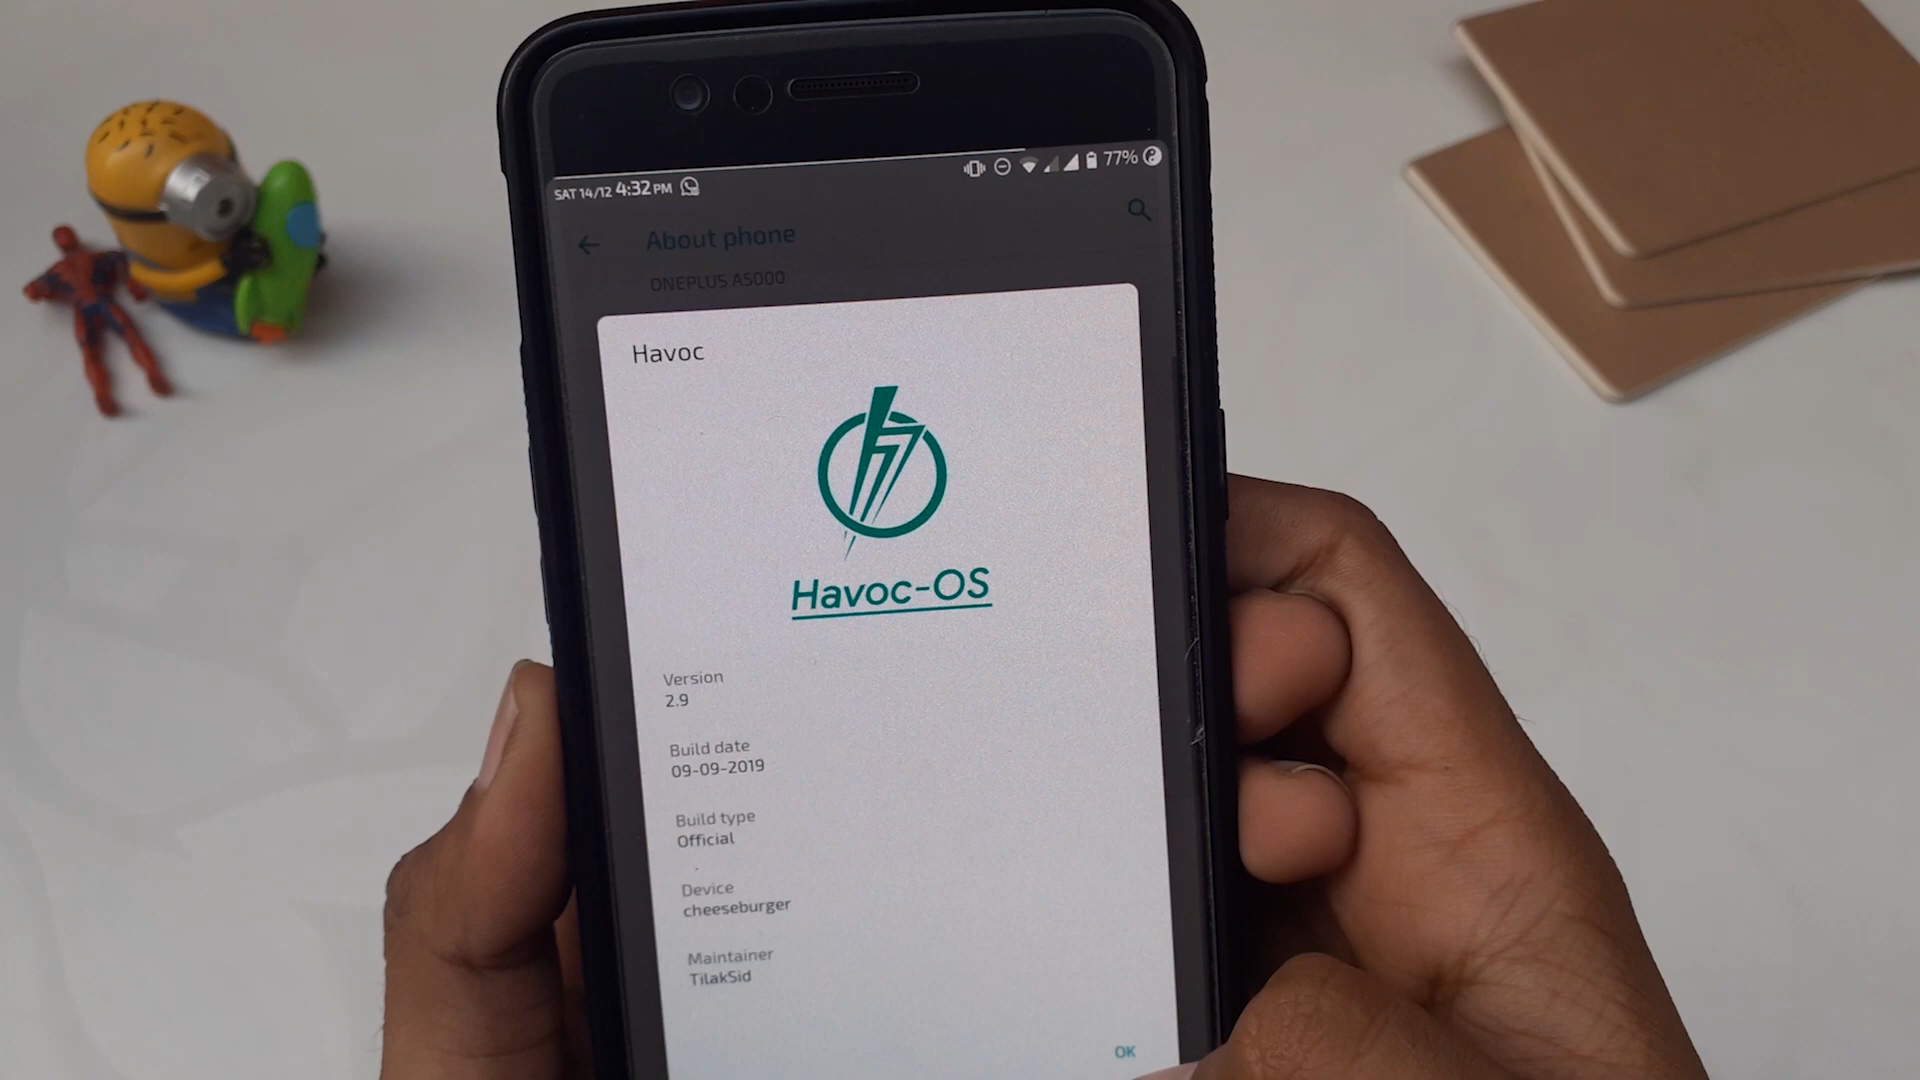 SAT 14/12 4:32 PM
77%
About phone
ONEPLUS A5000
Havoc
Havoc-OS
Version
2.9
Build date
09-09-2019
Build type
Official
Device
cheeseburger
Maintainer
TilakSid
OK